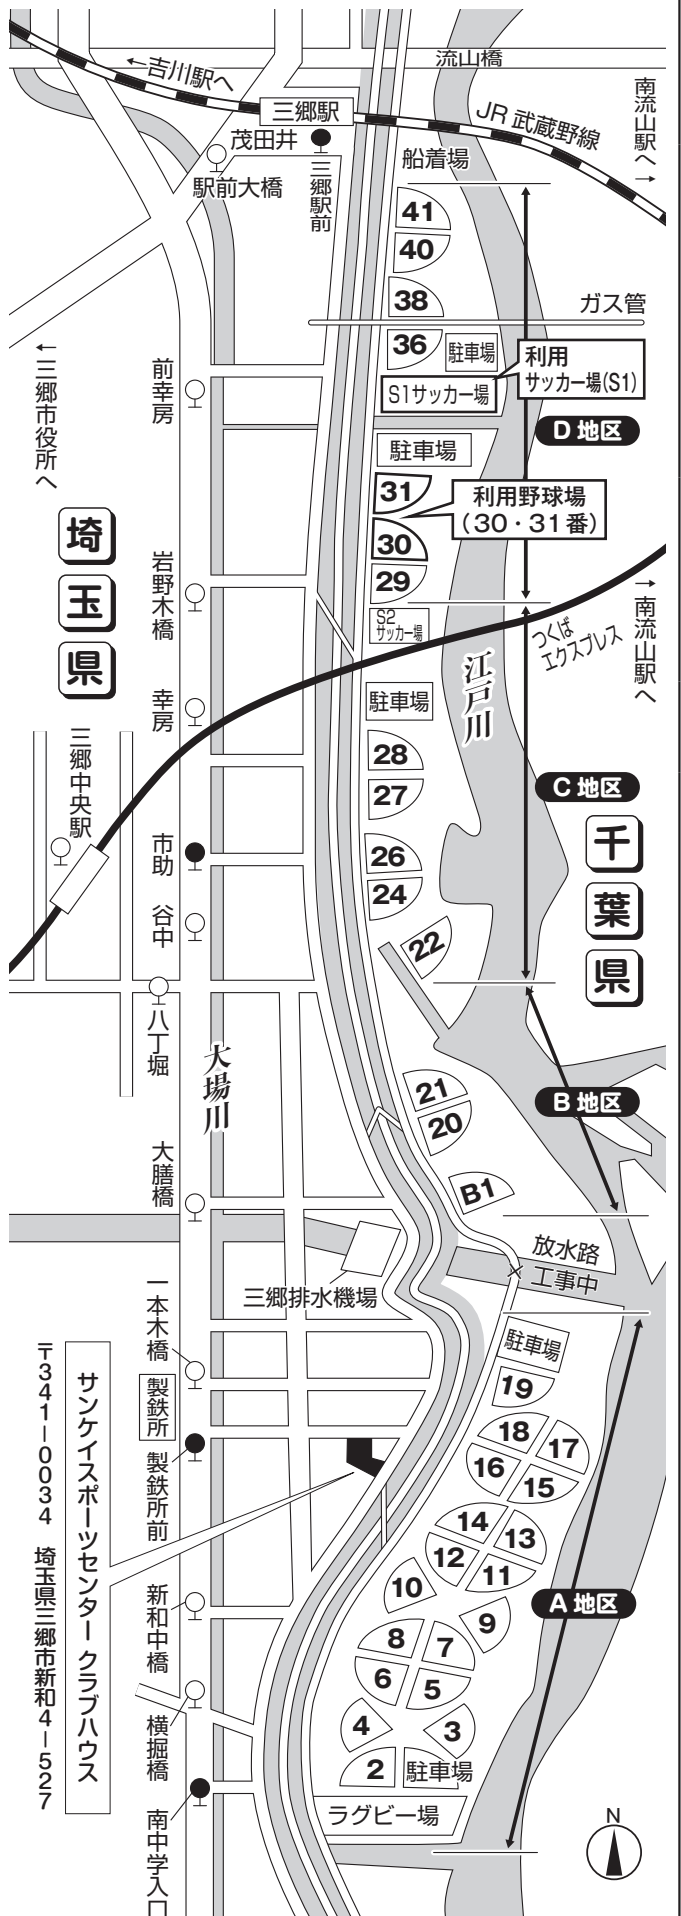 流山橋
←吉川駅へ
三郷駅
JR 武蔵野線
南流山駅へ→
茂田井
三郷駅前
駅前大橋
船着場
41
40
38
ガス管
36
駐車場
利用
サッカー場(S1)
S1サッカー場
←三郷市役所へ
前幸房
D 地区
駐車場
31
利用野球場
(30・31番)
30
29
埼玉県
岩野木橋
S2
サッカー場
つくば
エクスプレス
→南流山駅へ
江戸川
幸房
駐車場
28
27
C 地区
千葉県
三郷中央駅
市助
26
24
谷中
22
八丁堀
大場川
21
20
B 地区
大膳橋
B1
放水路
工事中
三郷排水機場
一本木橋
駐車場
19
製鉄所
製鉄所前
18
17
16
15
14
13
12
11
10
9
A 地区
サンケイスポーツセンター クラブハウス
〒341-0034 埼玉県三郷市新和4-527
新和中橋
8
7
6
5
4
3
横掘橋
2
駐車場
ラグビー場
南中学入口
N